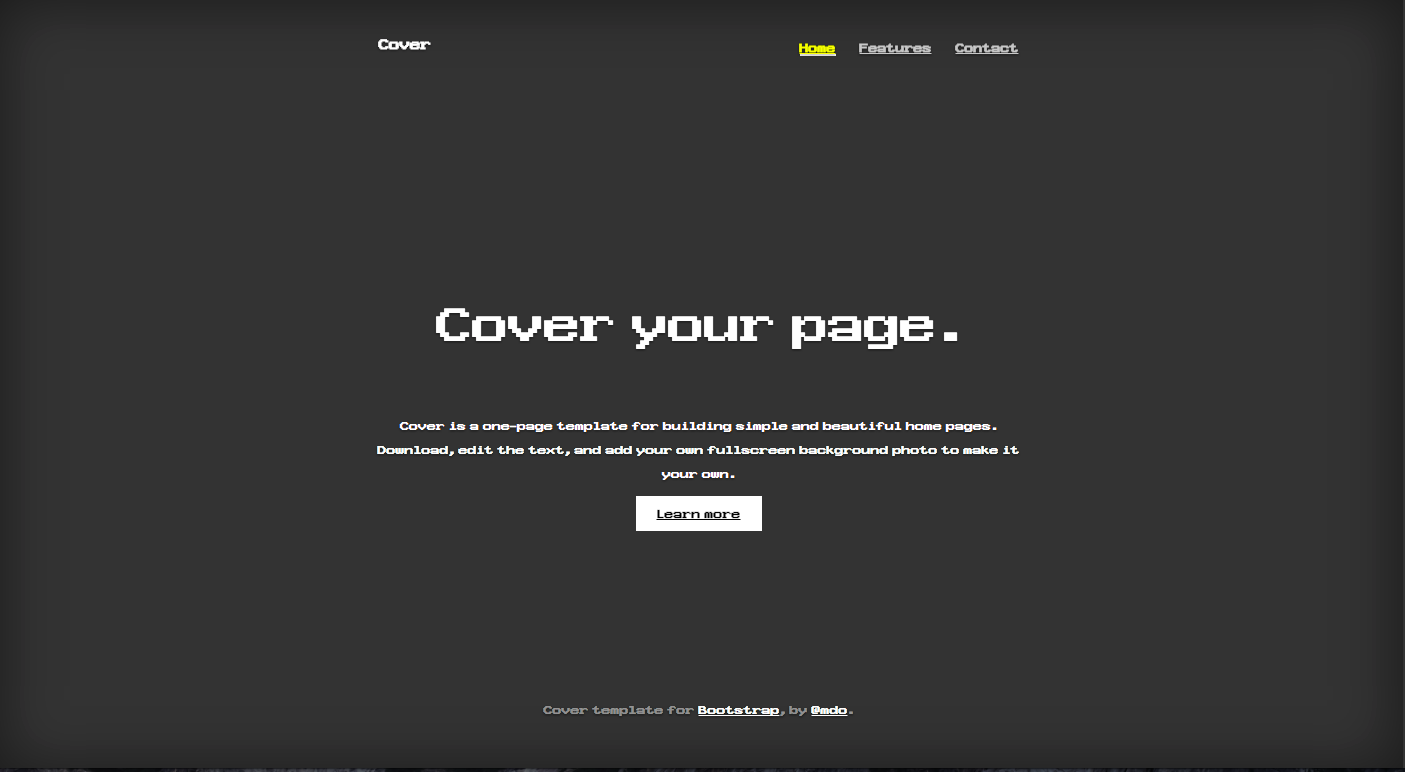 Cover
Home Features Contact
Cover your page.
Cover is a one-page template for building simple and beautiful home pages.
Download, edit the text, and add your own fullscreen background photo to make it
your own.
Learn more
Cover template for Bootstrap, by @mdo.